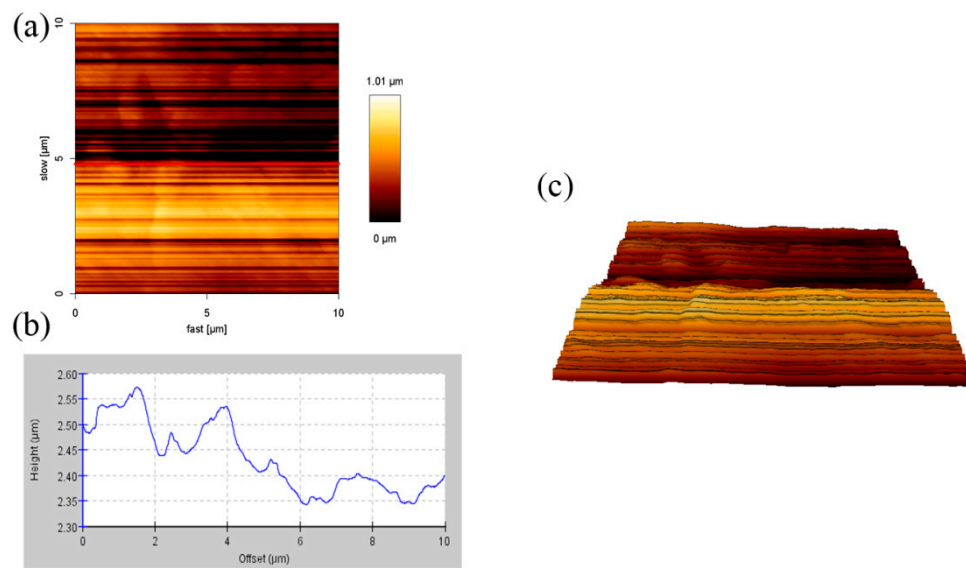 (a)
10
5
0
slow [µm]
0
5
10
fast [µm]
1.01 µm
0 µm
(b)
2.60
2.55
2.50
2.45
2.40
2.35
2.30
Height (µm)
0
2
4
6
8
10
Offset (µm)
(c)